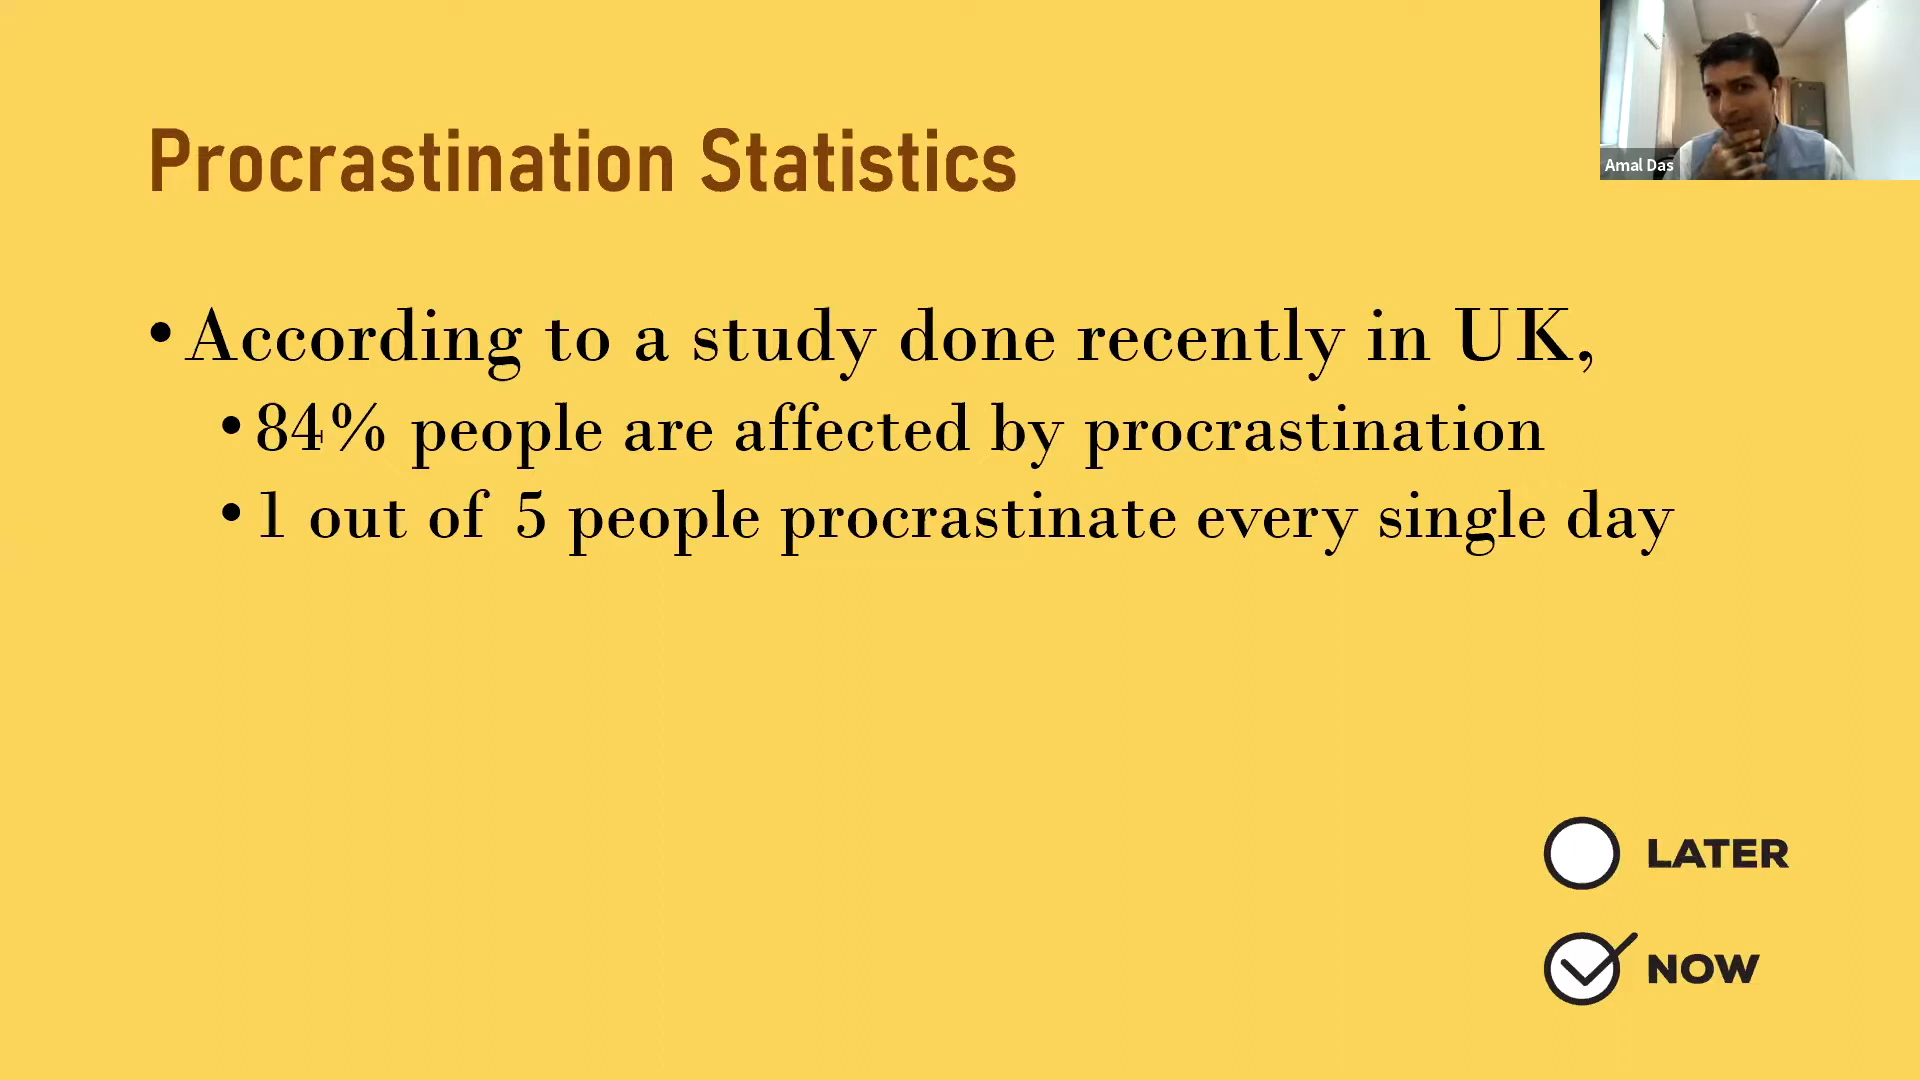 Procrastination Statistics
Amal Das
•According to a study done recently in UK,
•84% people are affected by procrastination
•1 out of 5 people procrastinate every single day
LATER
NOW